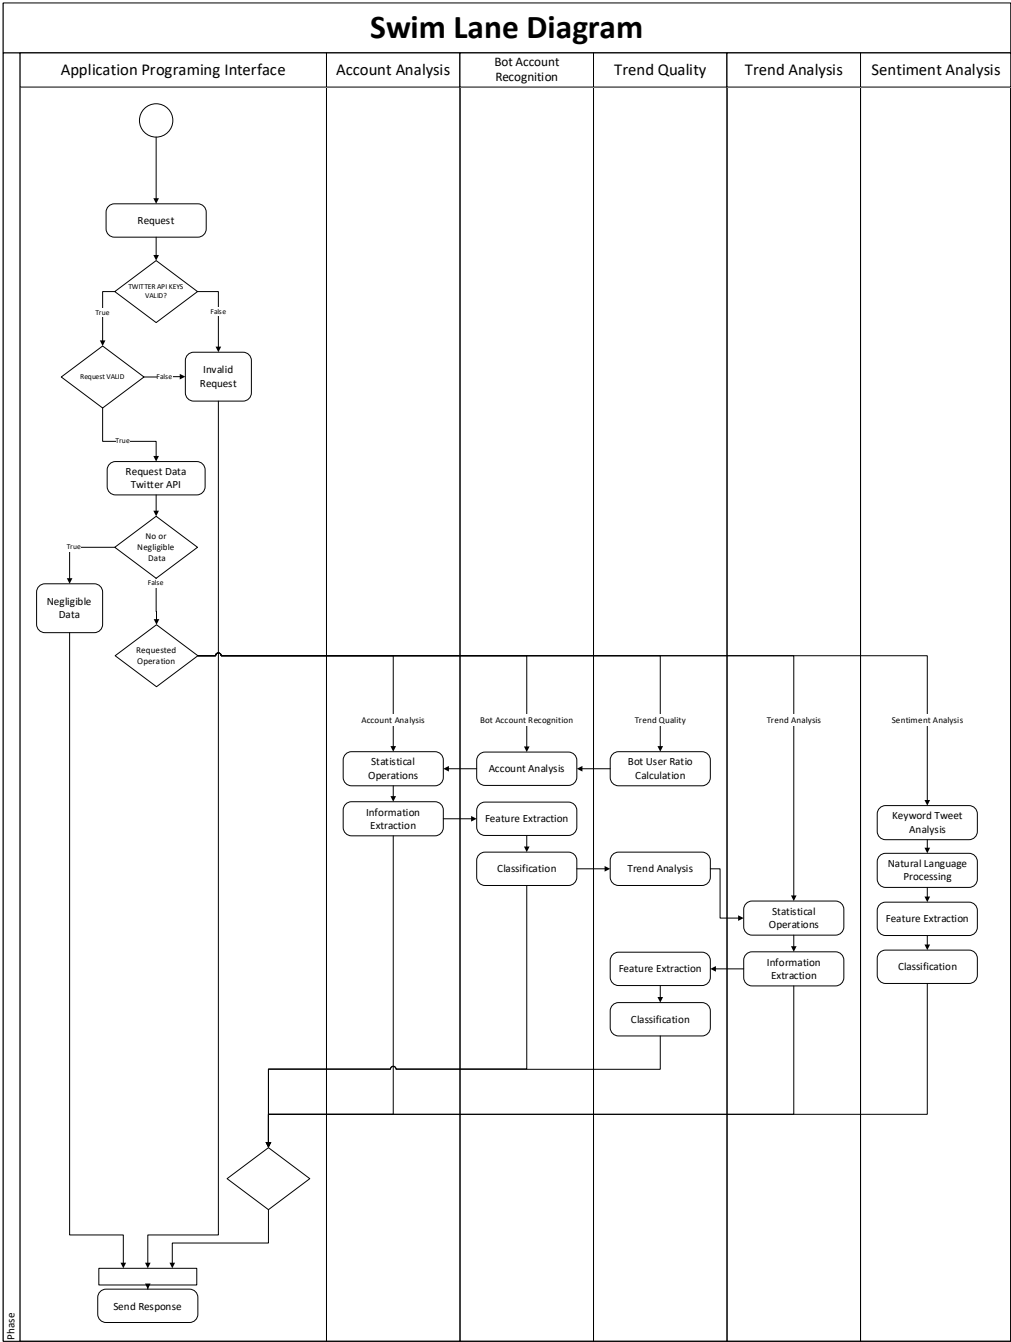 Swim Lane Diagram
Application Programing Interface
Account Analysis
Bot Account
Recognition
Trend Quality
Trend Analysis
Sentiment Analysis
Request
TWITTER API KEYS
VALID?
True
False
Request VALID
False
Invalid
Request
True
Request Data
Twitter API
No or
Negligible
Data
True
False
Negligible
Data
Requested
Operation
Account Analysis
Bot Account Recognition
Trend Quality
Trend Analysis
Sentiment Analysis
Statistical
Operations
Account Analysis
Bot User Ratio
Calculation
Information
Extraction
Feature Extraction
Keyword Tweet
Analysis
Classification
Trend Analysis
Natural Language
Processing
Statistical
Operations
Feature Extraction
Feature Extraction
Information
Extraction
Classification
Classification
Send Response
Phase